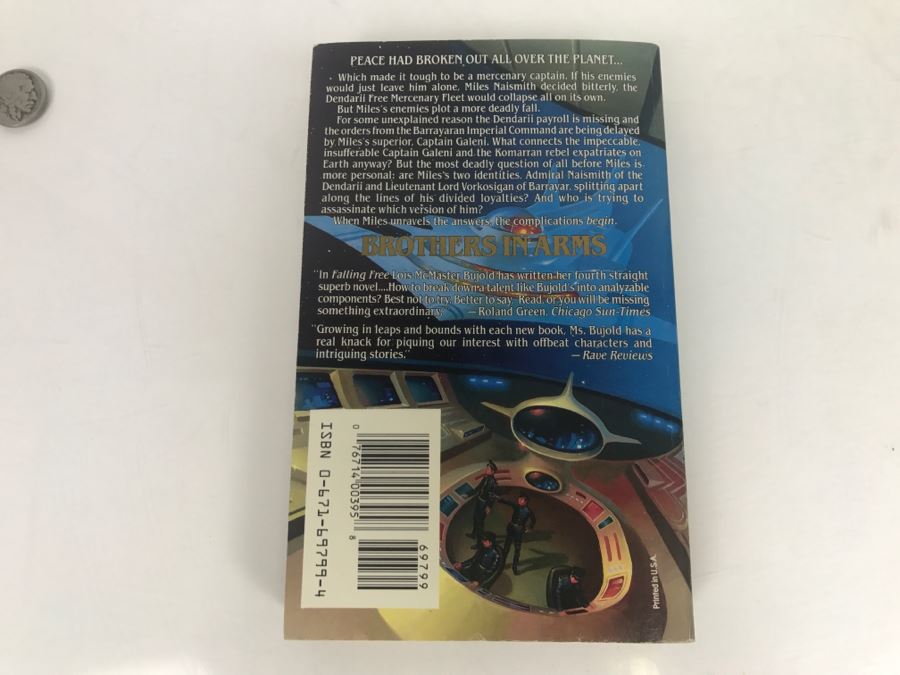 PEACE HAD BROKEN OUT ALL OVER THE PLANET...
Which made it tough to be a mercenary captain. If his enemies
would just leave him alone, Miles Naismith decided bitterly, the
Dendarii Free Mercenary Fleet would collapse all on its own.
But Miles's enemies plot a more deadly fall.
For some unexplained reason the Dendarii payroll is missing and
the orders from the Barrayaran Imperial Command are being delayed
by Miles's superior, Captain Galeni. What connects the impeccable,
insufferable Captain Galeni and the Komarran rebel expatriates on
Earth anyway? But the most deadly question of all before Miles is
more personal: are Miles's two identities, Admiral Naismith of the
Dendarii and Lieutenant Lord Vorkosigan of Barrayar, splitting apart
along the lines of his divided loyalties? And who is trying to
assassinate which version of him?
When Miles unravels the answers, the complications begin.
BROTHERS IN ARMS
"In Falling Free Lois McMaster Bujold has written her fourth straight
superb novel....How to break down a talent like Bujold's into analyzable
components? Best not to try. Better to say: Read, or you will be missing
something extraordinary." —Roland Green, Chicago Sun-Times
"Growing in leaps and bounds with each new book, Ms. Bujold has a
real knack for piquing our interest with offbeat characters and
intriguing stories." —Rave Reviews
ISBN 0-671-69799-4
0 76714 00395 8
69799
Printed in U.S.A.